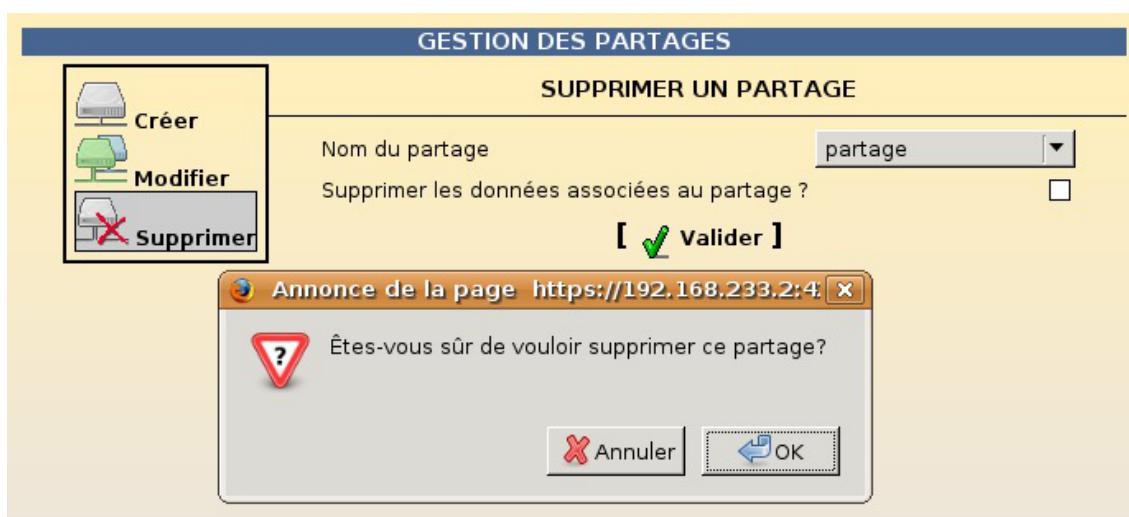 GESTION DES PARTAGES
SUPPRIMER UN PARTAGE
Créer
Modifier
Supprimer
Nom du partage
partage
Supprimer les données associées au partage ?
[ Valider ]
Annonce de la page https://192.168.233.2:4
Êtes-vous sûr de vouloir supprimer ce partage?
Annuler
OK